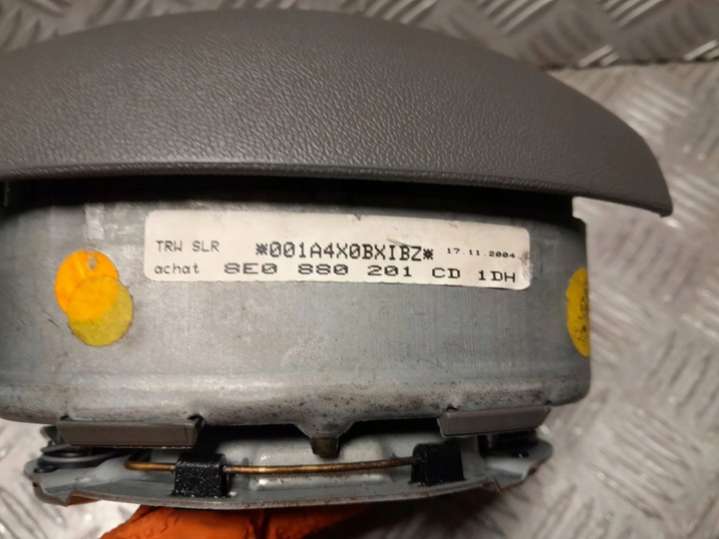 TRW SLR *001A4X0BXIBZ* 17.11.2004
achat 8E0 880 201 CD 1DH